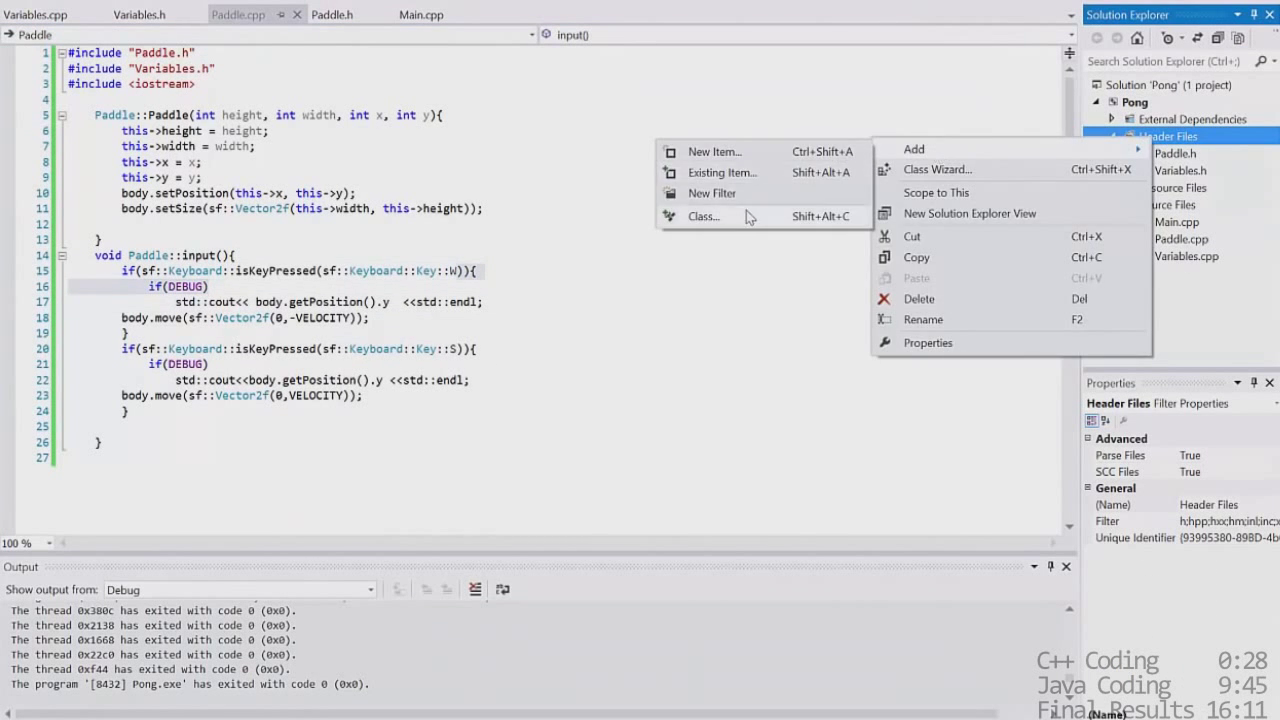 Variables.cpp
Variables.h
Paddle.cpp
Paddle.h
Main.cpp
Paddle
input()
1 #include "Paddle.h"
2 #include "Variables.h"
3 #include <iostream>
4
5 Paddle::Paddle(int height, int width, int x, int y){
6 this->height = height;
7 this->width = width;
8 this->x = x;
9 this->y = y;
10 body.setPosition(this->x, this->y);
11 body.setSize(sf::Vector2f(this->width, this->height));
12
13 }
14 void Paddle::input(){
15 if(sf::Keyboard::isKeyPressed(sf::Keyboard::Key::W)){
16 if(DEBUG)
17 std::cout<< body.getPosition().y <<std::endl;
18 body.move(sf::Vector2f(0,-VELOCITY));
19 }
20 if(sf::Keyboard::isKeyPressed(sf::Keyboard::Key::S)){
21 if(DEBUG)
22 std::cout<<body.getPosition().y <<std::endl;
23 body.move(sf::Vector2f(0,VELOCITY));
24 }
25
26 }
27
100 %
New Item... Ctrl+Shift+A
Existing Item... Shift+Alt+A
New Filter
Class... Shift+Alt+C
Add
Class Wizard... Ctrl+Shift+X
Scope to This
New Solution Explorer View
Cut Ctrl+X
Copy Ctrl+C
Paste Ctrl+V
Delete Del
Rename F2
Properties
Solution Explorer
Search Solution Explorer (Ctrl+;)
Solution 'Pong' (1 project)
Pong
External Dependencies
Header Files
Paddle.h
Variables.h
source Files
rce Files
Main.cpp
Paddle.cpp
Variables.cpp
Properties
Header Files Filter Properties
Advanced
Parse Files True
SCC Files True
General
(Name) Header Files
Filter h;hpp;hxx;hm;inl;inc;x
Unique Identifier {93995380-89BD-4b
(Name)
Output
Show output from: Debug
The thread 0x380c has exited with code 0 (0x0).
The thread 0x2138 has exited with code 0 (0x0).
The thread 0x1668 has exited with code 0 (0x0).
The thread 0x22c0 has exited with code 0 (0x0).
The thread 0xf44 has exited with code 0 (0x0).
The program '[8432] Pong.exe' has exited with code 0 (0x0).
C++ Coding 0:28
Java Coding 9:45
Final Results 16:11